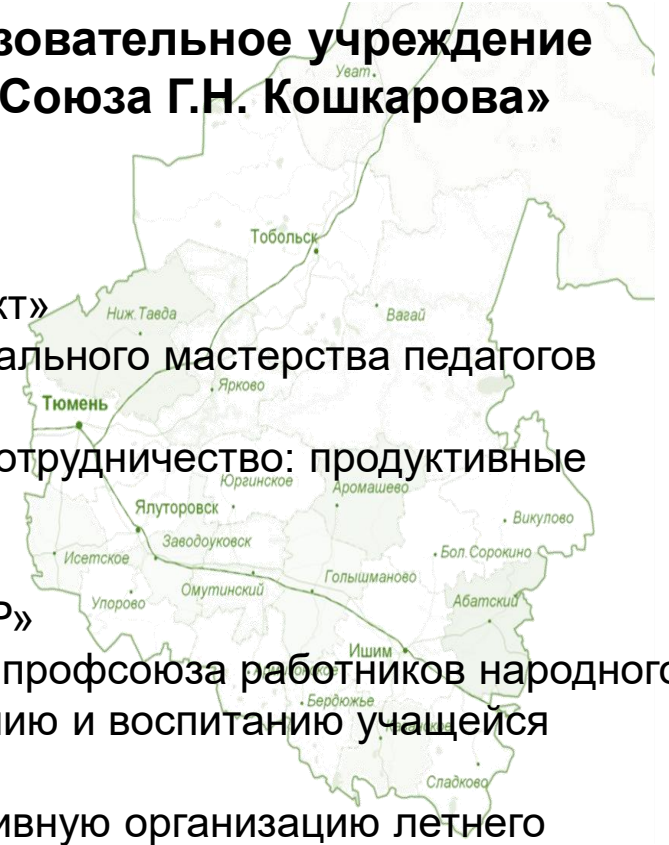 зовательное учреждение
Уват
Союза Г.Н. Кошкарова»
Тобольск
кт»
Ниж.Тавда
Вагай
ального мастерства педагогов
Ярково
Тюмень
отрудничество: продуктивные
Юргинское
Аромашево
Ялуторовск
Викулово
Заводоуковск
Бол.Сорокино
Исетское
Голышманово
Омутинский
Абатский
Упорово
Р»
Ишим
профсоюза работников народного
Бердюжье
нию и воспитанию учащейся
Сладково
ивную организацию летнего